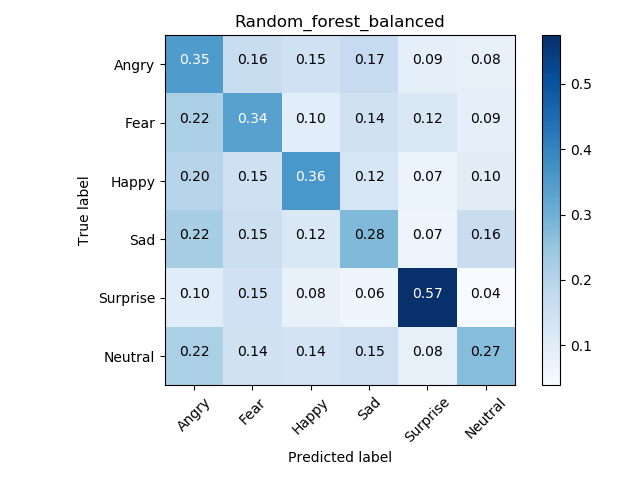 Random_forest_balanced
Angry 0.35 0.16 0.15 0.17 0.09 0.08
Fear 0.22 0.34 0.10 0.14 0.12 0.09
Happy 0.20 0.15 0.36 0.12 0.07 0.10
Sad 0.22 0.15 0.12 0.28 0.07 0.16
Surprise 0.10 0.15 0.08 0.06 0.57 0.04
Neutral 0.22 0.14 0.14 0.15 0.08 0.27
Angry Fear Happy Sad Surprise Neutral
True label
Predicted label
0.5
0.4
0.3
0.2
0.1